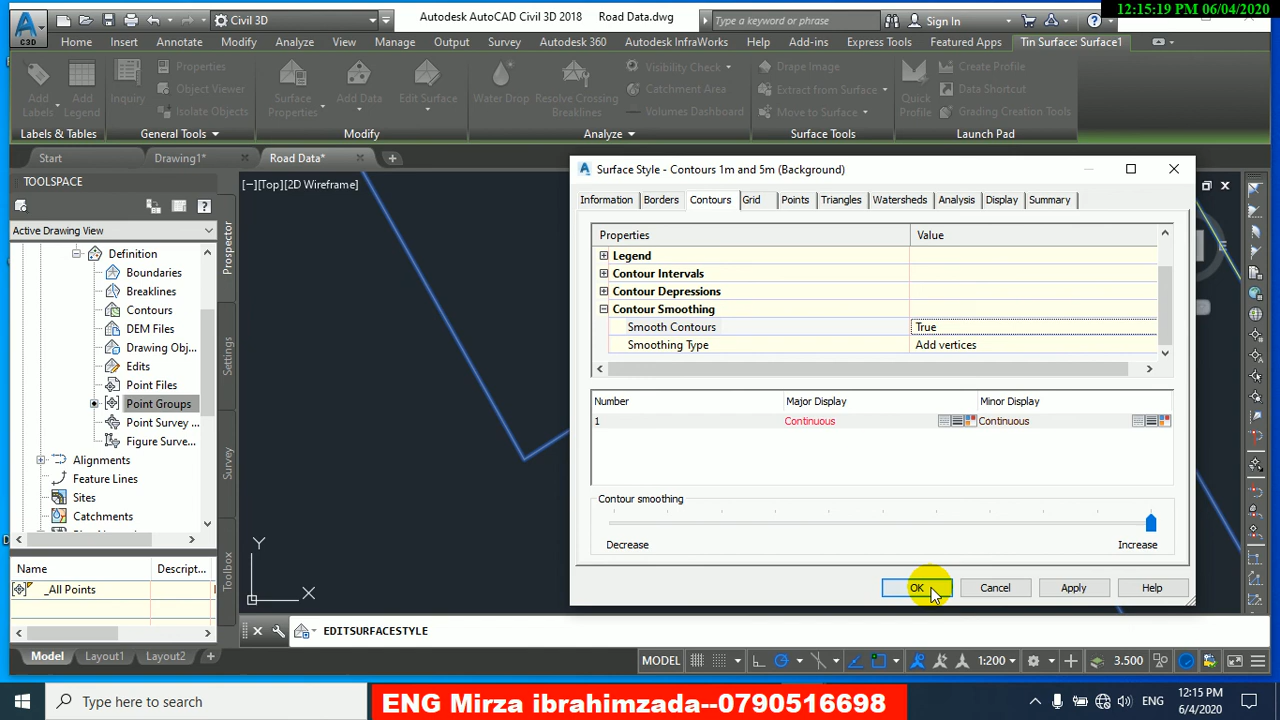 12:15:19 PM 06/04/2020
Civil 3D
Autodesk AutoCAD Civil 3D 2018 Road Data.dwg
Type a keyword or phrase
Sign In
C3D
Home Insert Annotate Modify Analyze View Manage Output Survey Autodesk 360 Autodesk InfraWorks Help Add-ins Express Tools Featured Apps Tin Surface: Surface1
Properties
Object Viewer
Isolate Objects
Add Labels
Add Legend
Inquiry
Surface Properties
Add Data
Edit Surface
Water Drop
Resolve Crossing Breaklines
Visibility Check
Catchment Area
Volumes Dashboard
Drape Image
Extract from Surface
Move to Surface
Quick Profile
Create Profile
Data Shortcut
Grading Creation Tools
Labels & Tables General Tools Modify Analyze Surface Tools Launch Pad
Start Drawing1* Road Data*
TOOLSPACE
Active Drawing View
Definition
Boundaries
Breaklines
Contours
DEM Files
Drawing Obj...
Edits
Point Files
Point Groups
Point Survey ...
Figure Surve...
Alignments
Feature Lines
Sites
Catchments
Prospector
Settings
Survey
Toolbox
Name Descript...
_All Points
[−][Top][2D Wireframe]
Y
X
Surface Style - Contours 1m and 5m (Background)
Information Borders Contours Grid Points Triangles Watersheds Analysis Display Summary
Properties Value
Legend
Contour Intervals
Contour Depressions
Contour Smoothing
Smooth Contours True
Smoothing Type Add vertices
Number Major Display Minor Display
1 Continuous Continuous
Contour smoothing
Decrease Increase
OK Cancel Apply Help
EDITSURFACESTYLE
Model Layout1 Layout2
MODEL 1:200 3.500
Type here to search
ENG Mirza ibrahimzada--0790516698
ENG
12:15 PM
6/4/2020